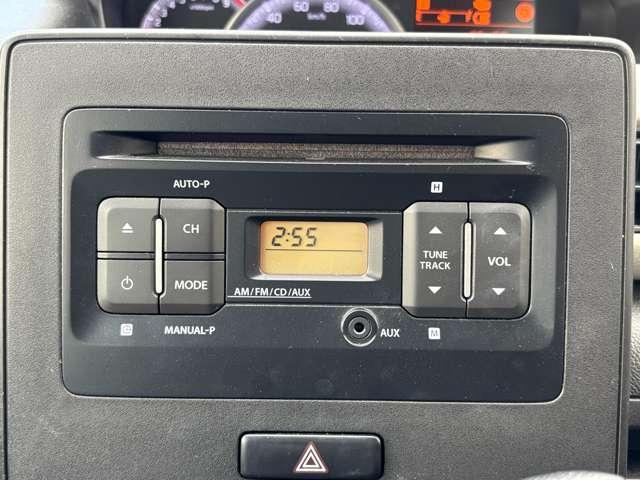 40 60 80 100
km/h
AUTO-P
H
CH
2:55
TUNE
TRACK
VOL
MODE
AM/FM/CD/AUX
MANUAL-P
AUX
M